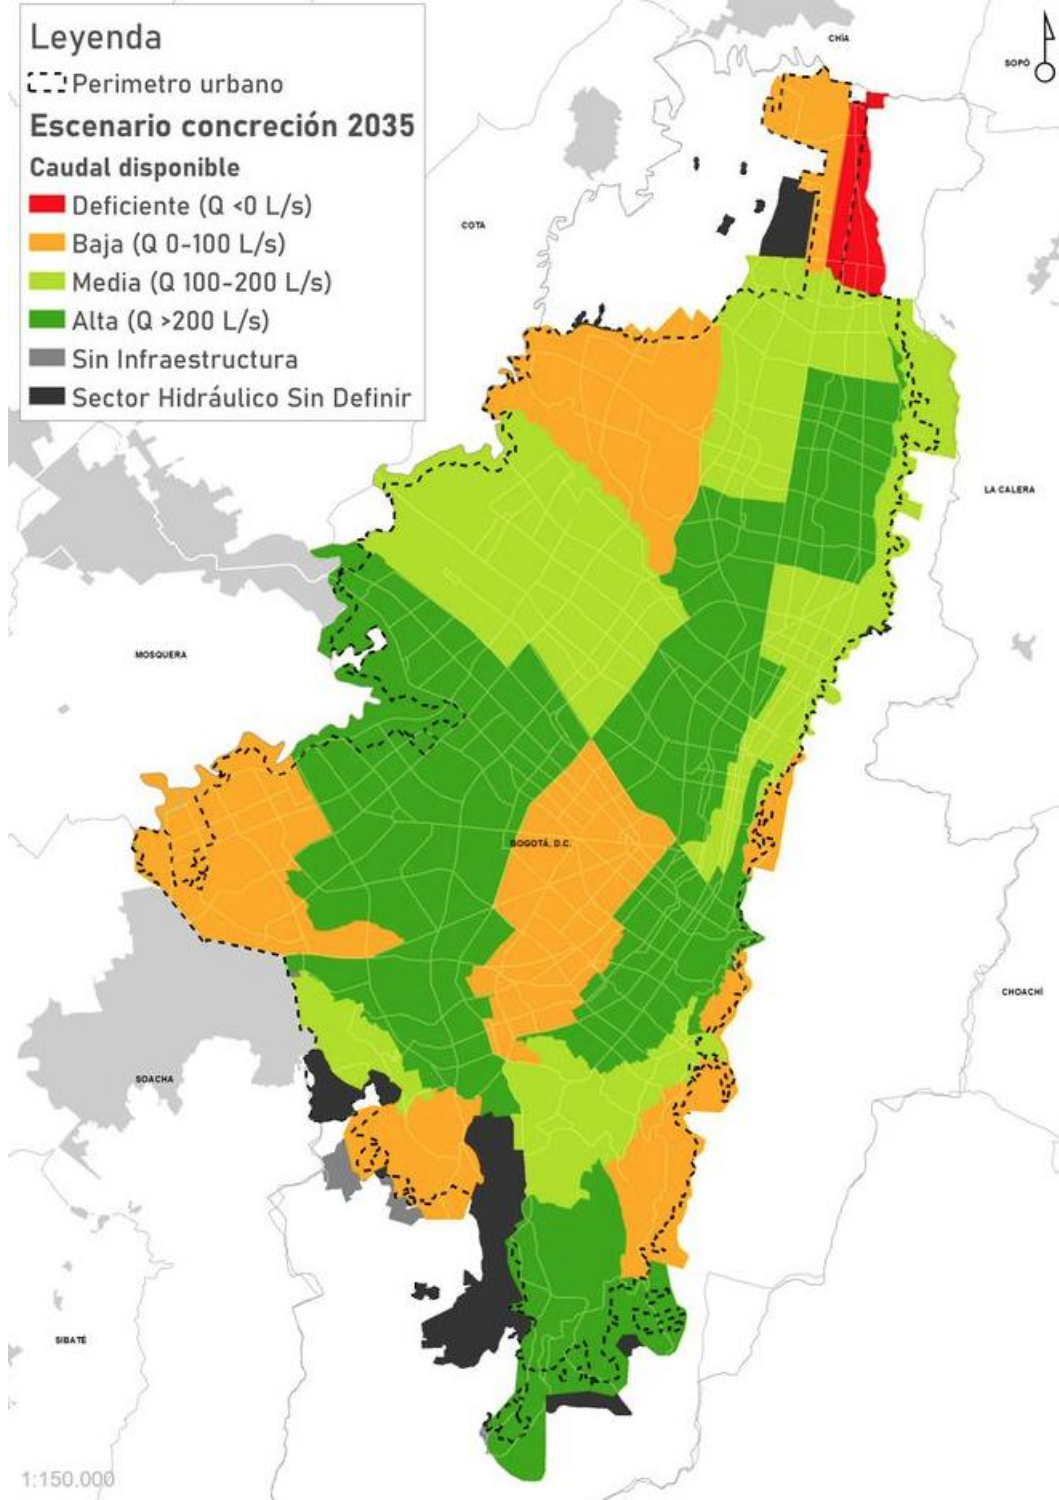 Leyenda
Perimetro urbano
Escenario concreción 2035
Caudal disponible
Deficiente (Q <0 L/s)
Baja (Q 0-100 L/s)
Media (Q 100-200 L/s)
Alta (Q >200 L/s)
Sin Infraestructura
Sector Hidráulico Sin Definir
CHÍA
SOPÓ
COTA
LA CALERA
MOSQUERA
BOGOTÁ, D.C.
CHOACHÍ
SOACHA
SIBATÉ
1:150.000